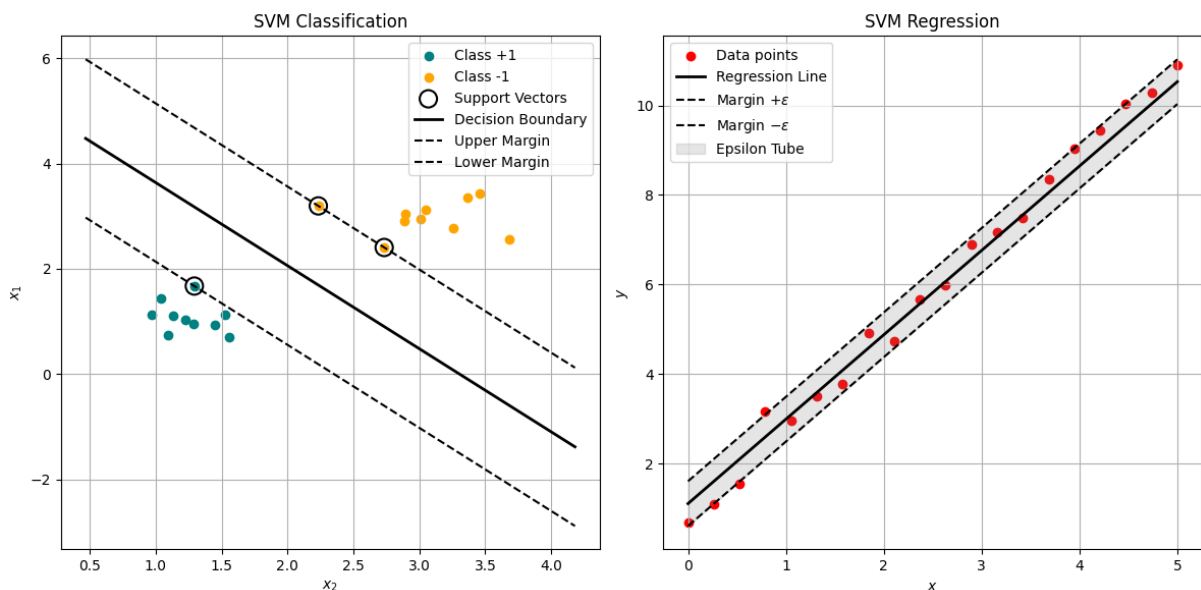 SVM Classification
6
4
2
0
−2
x₁
0.5 1.0 1.5 2.0 2.5 3.0 3.5 4.0
x₂
Class +1
Class -1
Support Vectors
Decision Boundary
Upper Margin
Lower Margin
SVM Regression
10
8
6
4
2
y
0 1 2 3 4 5
x
Data points
Regression Line
Margin +ε
Margin −ε
Epsilon Tube